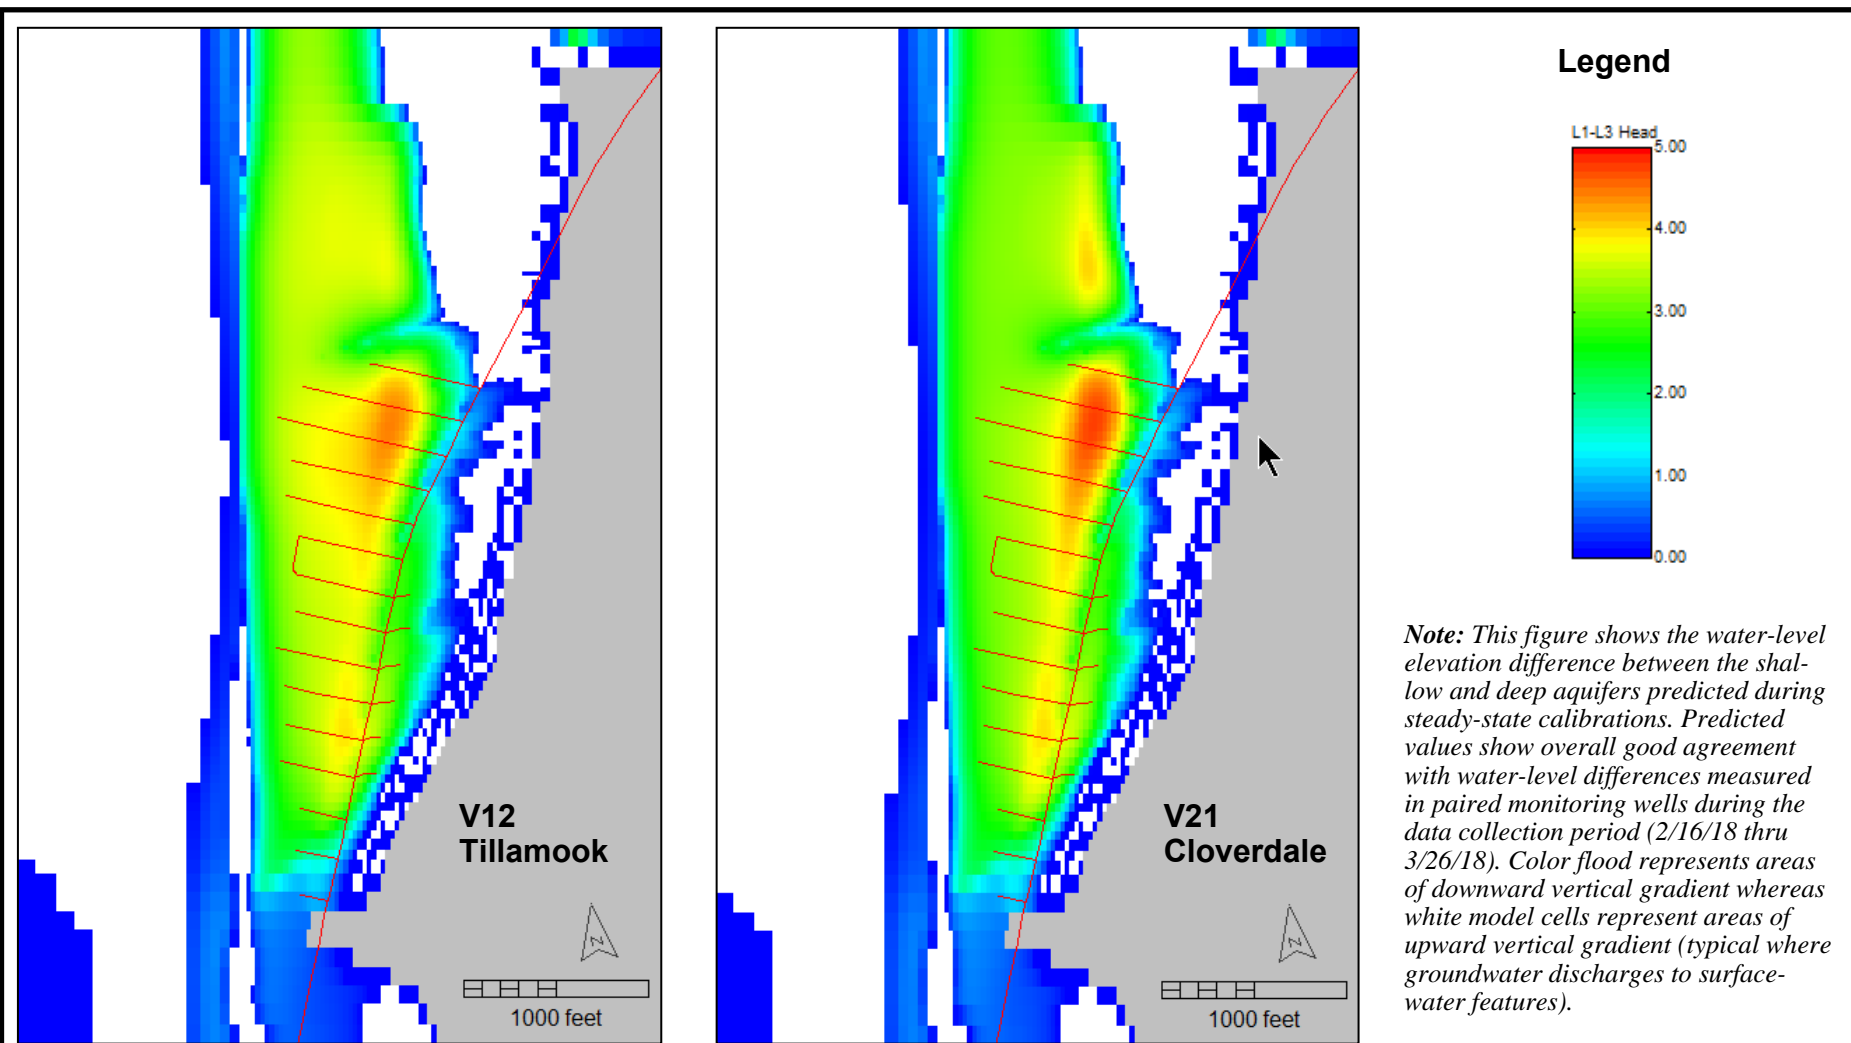 Legend
L1-L3 Head
5.00
4.00
3.00
2.00
1.00
0.00
V12
Tillamook
N
1000 feet
V21
Cloverdale
N
1000 feet
Note: This figure shows the water-level
elevation difference between the shal-
low and deep aquifers predicted during
steady-state calibrations. Predicted
values show overall good agreement
with water-level differences measured
in paired monitoring wells during the
data collection period (2/16/18 thru
3/26/18). Color flood represents areas
of downward vertical gradient whereas
white model cells represent areas of
upward vertical gradient (typical where
groundwater discharges to surface-
water features).